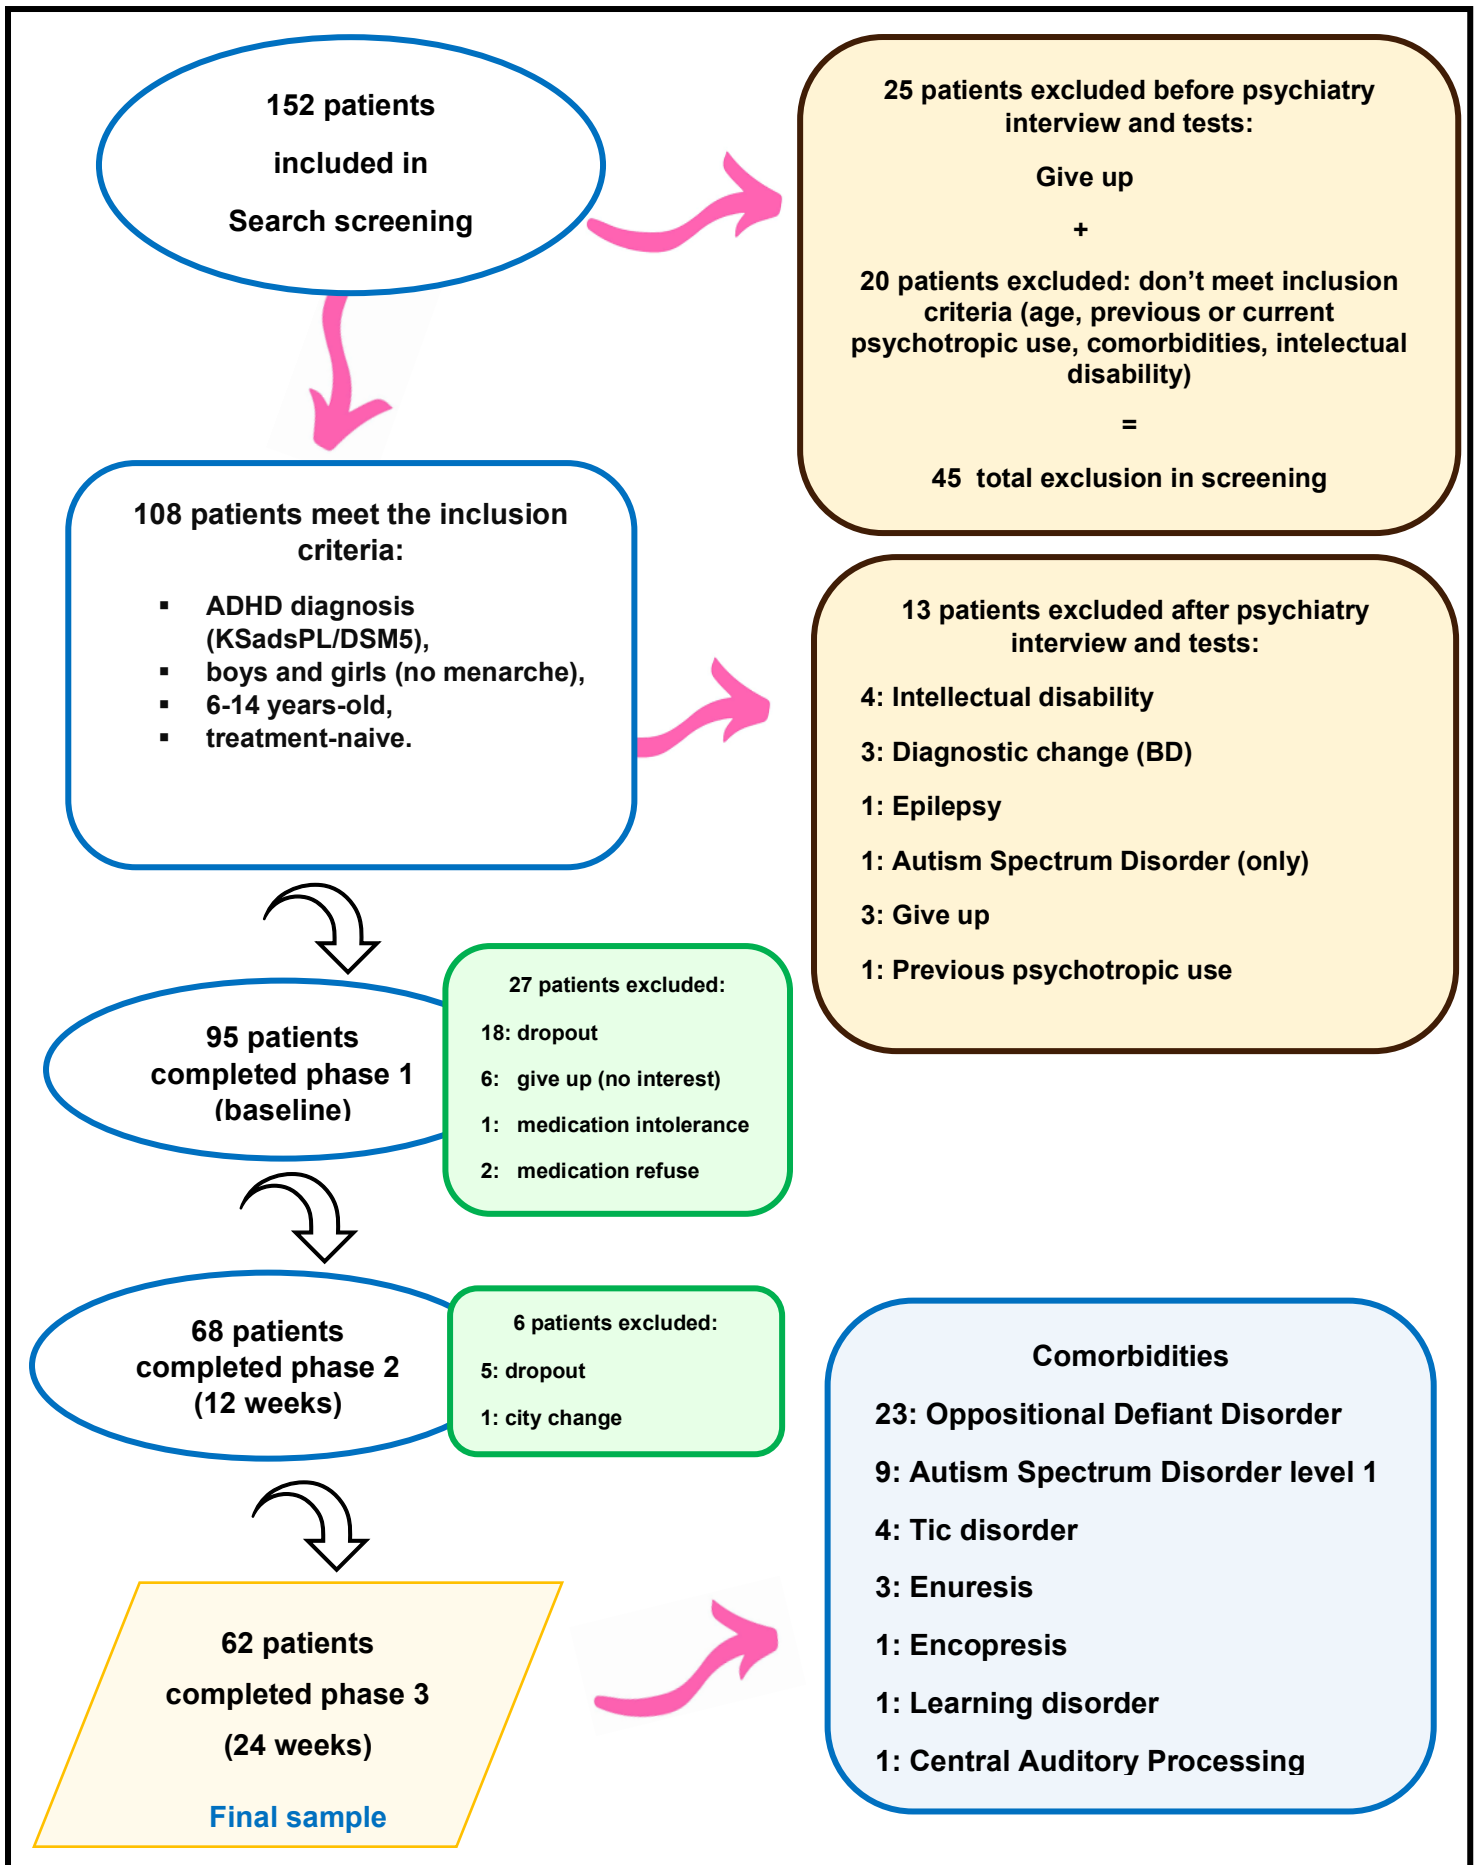 152 patients
included in
Search screening
25 patients excluded before psychiatry
interview and tests:
Give up
+
20 patients excluded: don’t meet inclusion
criteria (age, previous or current
psychotropic use, comorbidities, intelectual
disability)
=
45 total exclusion in screening
108 patients meet the inclusion
criteria:
▪ ADHD diagnosis
(KSadsPL/DSM5),
▪ boys and girls (no menarche),
▪ 6-14 years-old,
▪ treatment-naive.
13 patients excluded after psychiatry
interview and tests:
4: Intellectual disability
3: Diagnostic change (BD)
1: Epilepsy
1: Autism Spectrum Disorder (only)
3: Give up
1: Previous psychotropic use
95 patients
completed phase 1
(baseline)
27 patients excluded:
18: dropout
6: give up (no interest)
1: medication intolerance
2: medication refuse
68 patients
completed phase 2
(12 weeks)
6 patients excluded:
5: dropout
1: city change
62 patients
completed phase 3
(24 weeks)
Final sample
Comorbidities
23: Oppositional Defiant Disorder
9: Autism Spectrum Disorder level 1
4: Tic disorder
3: Enuresis
1: Encopresis
1: Learning disorder
1: Central Auditory Processing